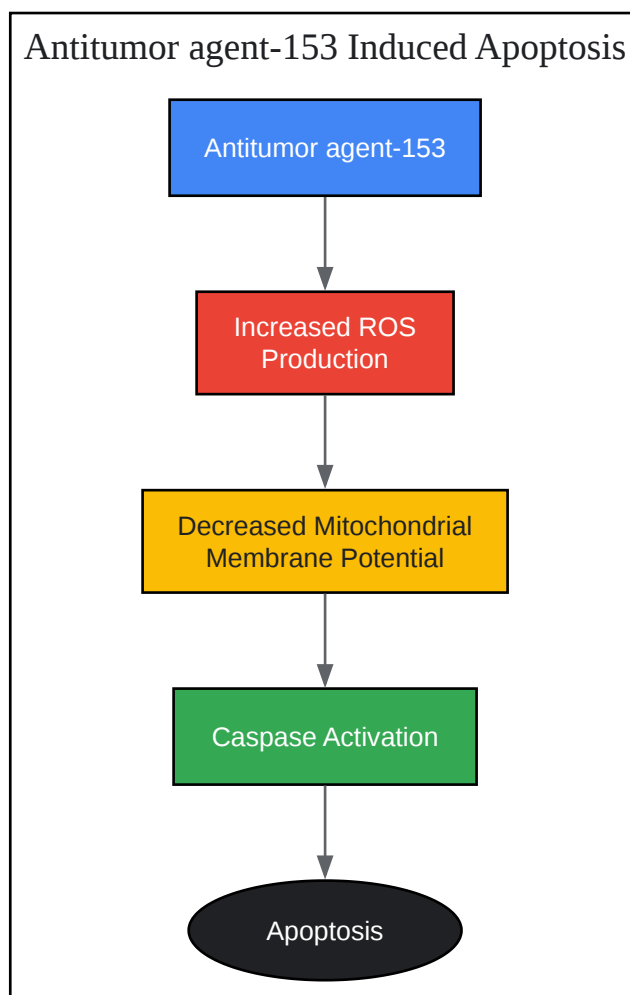 Antitumor agent-153 Induced Apoptosis
Antitumor agent-153
Increased ROS
Production
Decreased Mitochondrial
Membrane Potential
Caspase Activation
Apoptosis